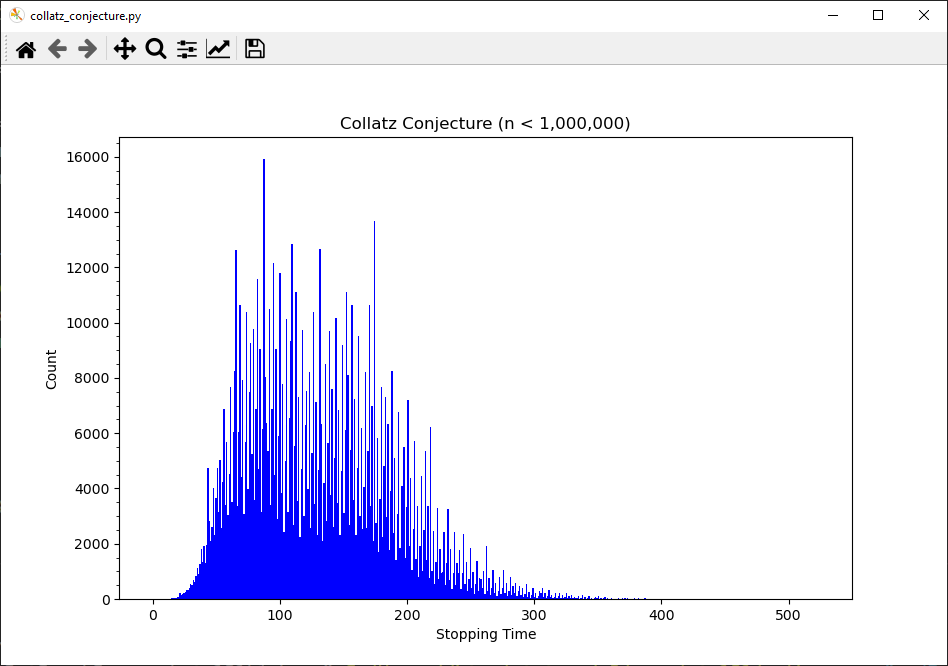 collatz_conjecture.py
Collatz Conjecture (n < 1,000,000)
16000
14000
12000
10000
8000
6000
4000
2000
0
Count
0 100 200 300 400 500
Stopping Time